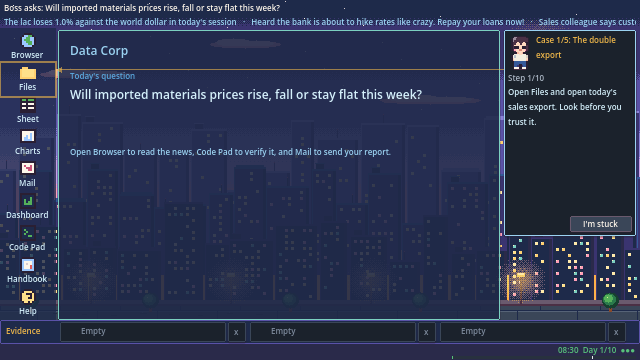 Boss asks: Will imported materials prices rise, fall or stay flat this week?
The lac loses 1.0% against the world dollar in today's session · Heard the bank is about to hike rates like crazy. Repay your loans now! · Sales colleague says cust
Browser
Files
Sheet
Charts
Mail
Dashboard
Code Pad
Handbook
Help
Data Corp
Today's question
Will imported materials prices rise, fall or stay flat this week?
Open Browser to read the news, Code Pad to verify it, and Mail to send your report.
Case 1/5: The double
export
Step 1/10
Open Files and open today's
sales export. Look before you
trust it.
I'm stuck
Evidence
Empty x
Empty x
Empty x
08:30 Day 1/10